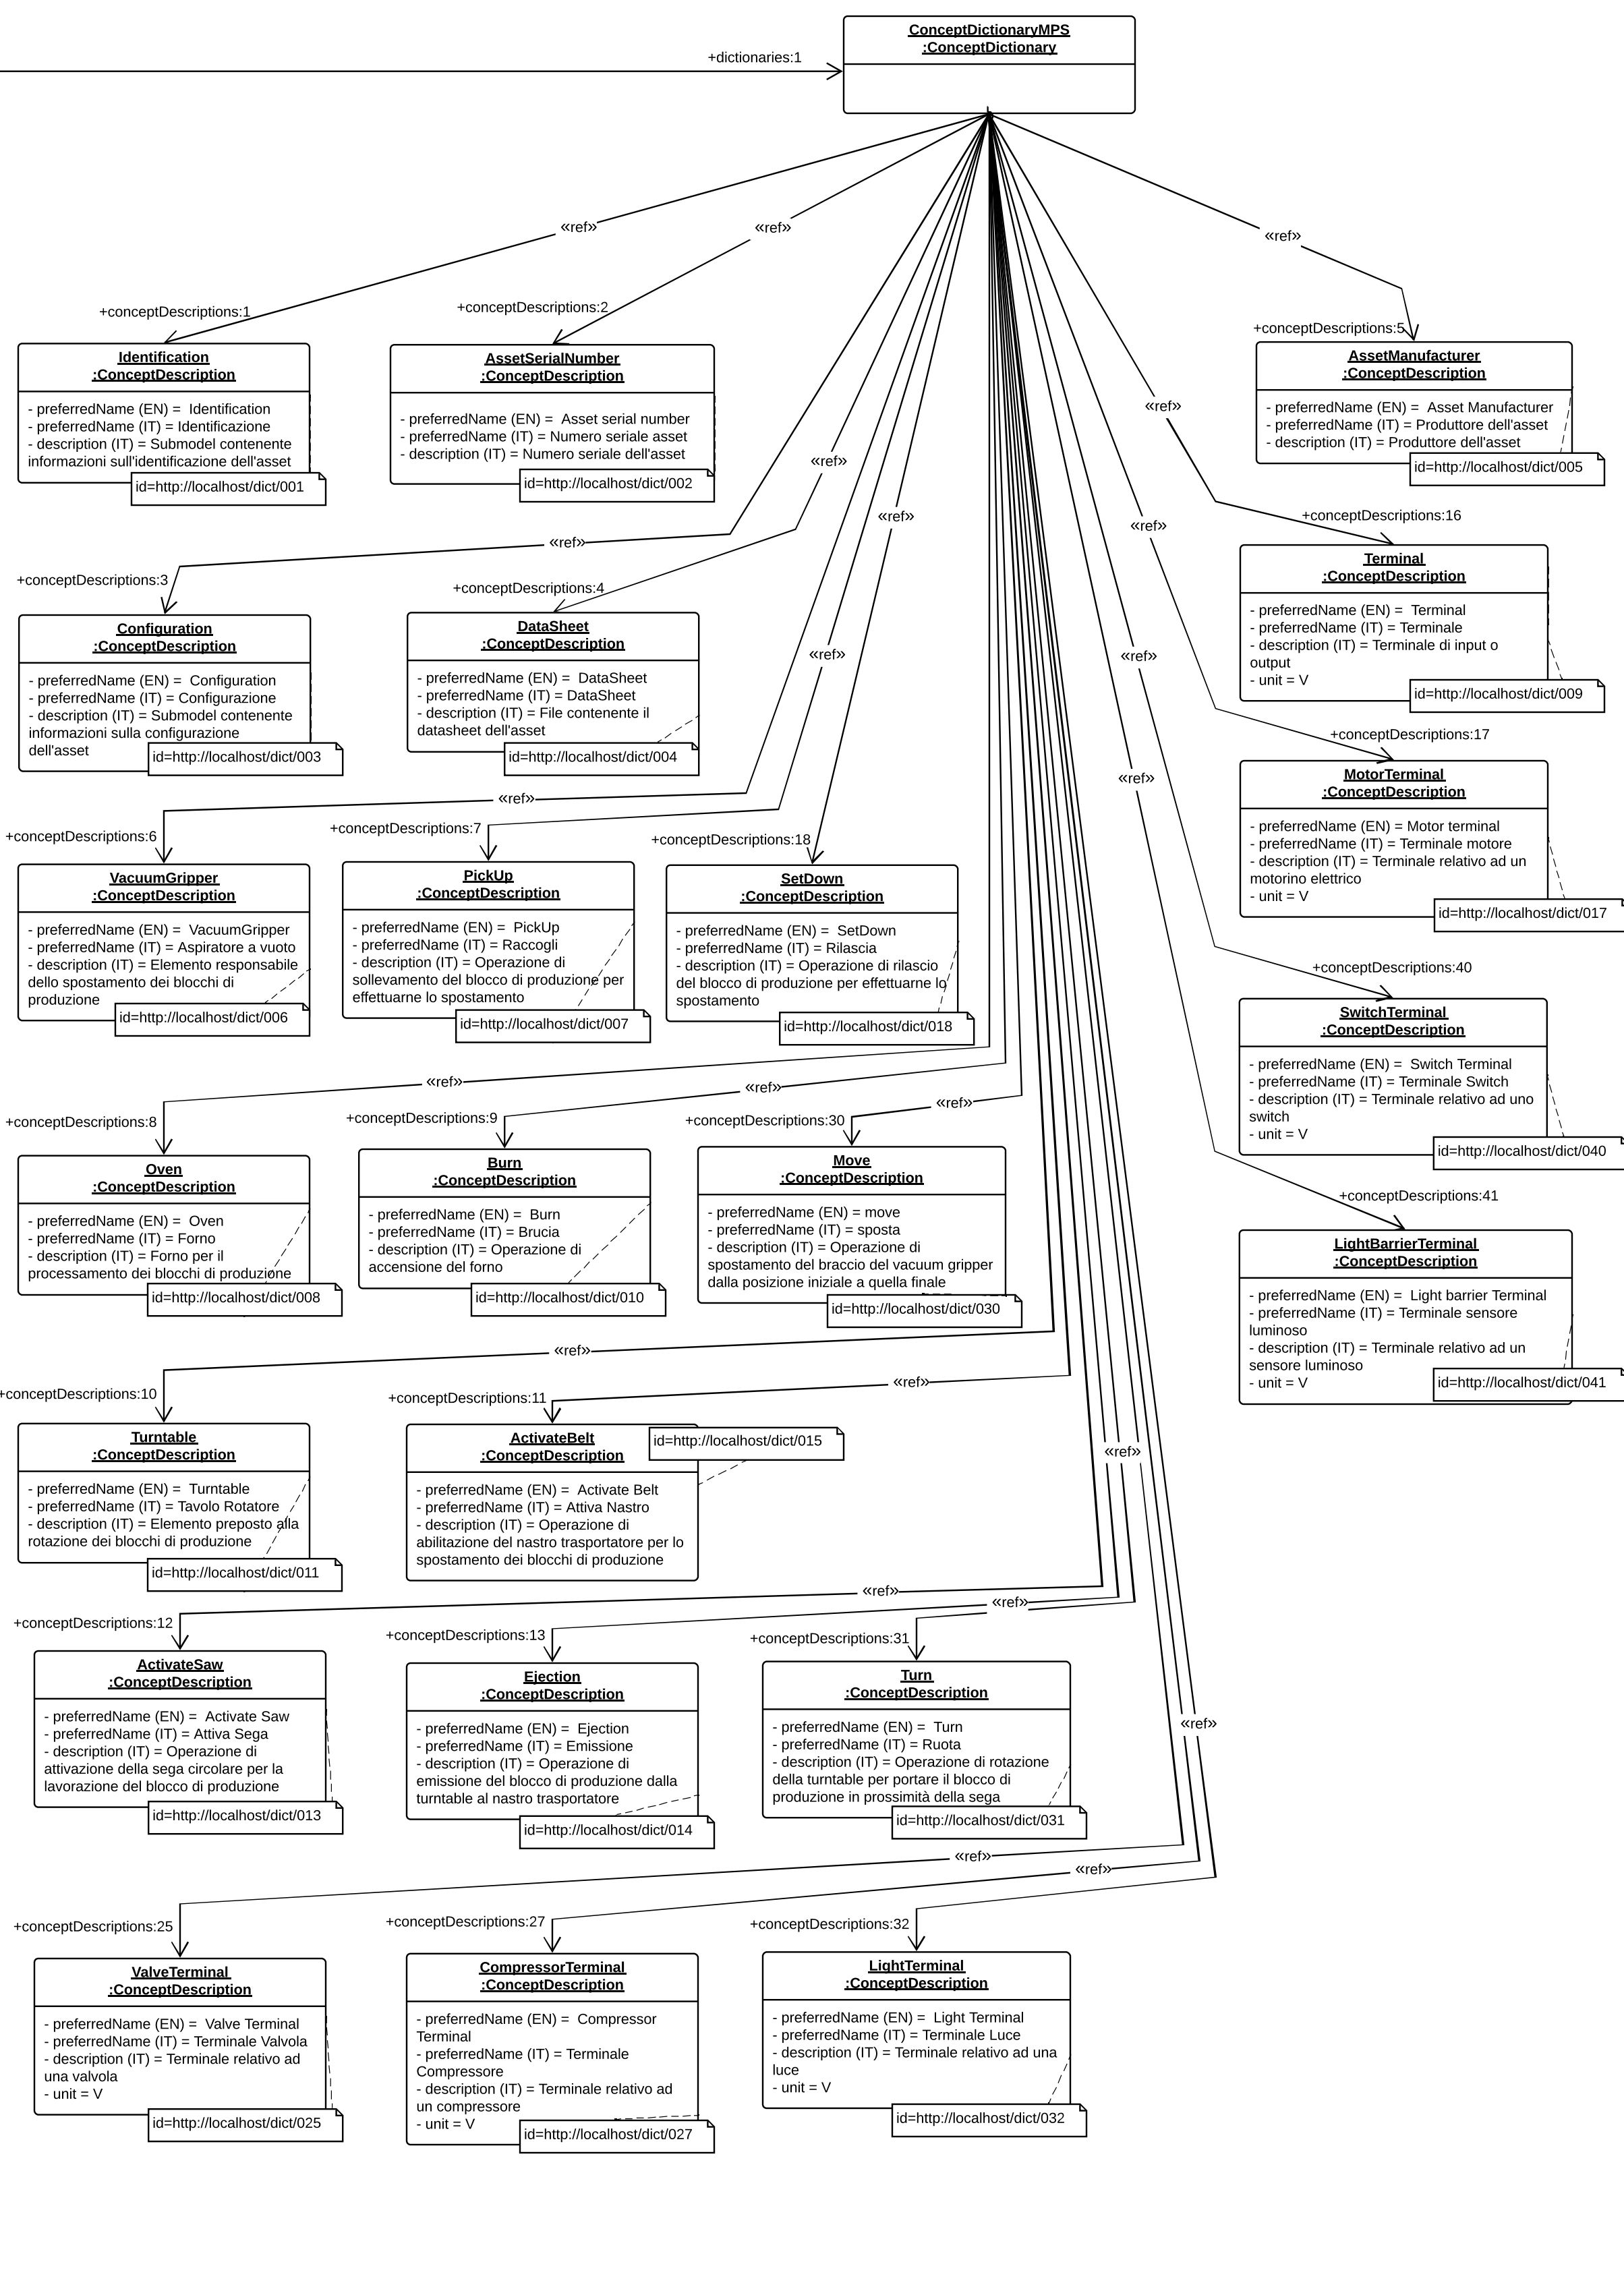 ConceptDictionaryMPS
:ConceptDictionary
+dictionaries:1
«ref»
«ref»
«ref»
+conceptDescriptions:1
+conceptDescriptions:2
+conceptDescriptions:5
Identification
:ConceptDescription
- preferredName (EN) =  Identification
- preferredName (IT) = Identificazione
- description (IT) = Submodel contenente
informazioni sull'identificazione dell'asset
id=http://localhost/dict/001
AssetSerialNumber
:ConceptDescription
- preferredName (EN) =  Asset serial number
- preferredName (IT) = Numero seriale asset
- description (IT) = Numero seriale dell'asset
id=http://localhost/dict/002
AssetManufacturer
:ConceptDescription
- preferredName (EN) =  Asset Manufacturer
- preferredName (IT) = Produttore dell'asset
- description (IT) = Produttore dell'asset
id=http://localhost/dict/005
«ref»
«ref»
«ref»
«ref»
«ref»
+conceptDescriptions:3
+conceptDescriptions:4
+conceptDescriptions:16
Configuration
:ConceptDescription
- preferredName (EN) =  Configuration
- preferredName (IT) = Configurazione
- description (IT) = Submodel contenente
informazioni sulla configurazione
dell'asset
id=http://localhost/dict/003
DataSheet
:ConceptDescription
- preferredName (EN) =  DataSheet
- preferredName (IT) = DataSheet
- description (IT) = File contenente il
datasheet dell'asset
id=http://localhost/dict/004
Terminal
:ConceptDescription
- preferredName (EN) =  Terminal
- preferredName (IT) = Terminale
- description (IT) = Terminale di input o
output
- unit = V
id=http://localhost/dict/009
«ref»
«ref»
«ref»
«ref»
+conceptDescriptions:17
MotorTerminal
:ConceptDescription
- preferredName (EN) = Motor terminal
- preferredName (IT) = Terminale motore
- description (IT) = Terminale relativo ad un
motorino elettrico
- unit = V
id=http://localhost/dict/017
+conceptDescriptions:6
+conceptDescriptions:7
+conceptDescriptions:18
VacuumGripper
:ConceptDescription
- preferredName (EN) =  VacuumGripper
- preferredName (IT) = Aspiratore a vuoto
- description (IT) = Elemento responsabile
dello spostamento dei blocchi di
produzione
id=http://localhost/dict/006
PickUp
:ConceptDescription
- preferredName (EN) =  PickUp
- preferredName (IT) = Raccogli
- description (IT) = Operazione di
sollevamento del blocco di produzione per
effettuarne lo spostamento
id=http://localhost/dict/007
SetDown
:ConceptDescription
- preferredName (EN) =  SetDown
- preferredName (IT) = Rilascia
- description (IT) = Operazione di rilascio
del blocco di produzione per effettuarne lo
spostamento
id=http://localhost/dict/018
+conceptDescriptions:40
SwitchTerminal
:ConceptDescription
- preferredName (EN) =  Switch Terminal
- preferredName (IT) = Terminale Switch
- description (IT) = Terminale relativo ad uno
switch
- unit = V
id=http://localhost/dict/040
«ref»
«ref»
«ref»
+conceptDescriptions:8
+conceptDescriptions:9
+conceptDescriptions:30
Oven
:ConceptDescription
- preferredName (EN) =  Oven
- preferredName (IT) = Forno
- description (IT) = Forno per il
processamento dei blocchi di produzione
id=http://localhost/dict/008
Burn
:ConceptDescription
- preferredName (EN) =  Burn
- preferredName (IT) = Brucia
- description (IT) = Operazione di
accensione del forno
id=http://localhost/dict/010
Move
:ConceptDescription
- preferredName (EN) = move
- preferredName (IT) = sposta
- description (IT) = Operazione di
spostamento del braccio del vacuum gripper
dalla posizione iniziale a quella finale
id=http://localhost/dict/030
+conceptDescriptions:41
LightBarrierTerminal
:ConceptDescription
- preferredName (EN) =  Light barrier Terminal
- preferredName (IT) = Terminale sensore
luminoso
- description (IT) = Terminale relativo ad un
sensore luminoso
- unit = V
id=http://localhost/dict/041
«ref»
«ref»
+conceptDescriptions:10
+conceptDescriptions:11
Turntable
:ConceptDescription
- preferredName (EN) =  Turntable
- preferredName (IT) = Tavolo Rotatore
- description (IT) = Elemento preposto alla
rotazione dei blocchi di produzione
id=http://localhost/dict/011
ActivateBelt
:ConceptDescription
id=http://localhost/dict/015
- preferredName (EN) =  Activate Belt
- preferredName (IT) = Attiva Nastro
- description (IT) = Operazione di
abilitazione del nastro trasportatore per lo
spostamento dei blocchi di produzione
«ref»
«ref»
«ref»
+conceptDescriptions:12
+conceptDescriptions:13
+conceptDescriptions:31
ActivateSaw
:ConceptDescription
- preferredName (EN) =  Activate Saw
- preferredName (IT) = Attiva Sega
- description (IT) = Operazione di
attivazione della sega circolare per la
lavorazione del blocco di produzione
id=http://localhost/dict/013
Ejection
:ConceptDescription
- preferredName (EN) =  Ejection
- preferredName (IT) = Emissione
- description (IT) = Operazione di
emissione del blocco di produzione dalla
turntable al nastro trasportatore
id=http://localhost/dict/014
Turn
:ConceptDescription
- preferredName (EN) =  Turn
- preferredName (IT) = Ruota
- description (IT) = Operazione di rotazione
della turntable per portare il blocco di
produzione in prossimità della sega
id=http://localhost/dict/031
«ref»
«ref»
«ref»
+conceptDescriptions:25
+conceptDescriptions:27
+conceptDescriptions:32
ValveTerminal
:ConceptDescription
- preferredName (EN) =  Valve Terminal
- preferredName (IT) = Terminale Valvola
- description (IT) = Terminale relativo ad
una valvola
- unit = V
id=http://localhost/dict/025
CompressorTerminal
:ConceptDescription
- preferredName (EN) =  Compressor
Terminal
- preferredName (IT) = Terminale
Compressore
- description (IT) = Terminale relativo ad
un compressore
- unit = V
id=http://localhost/dict/027
LightTerminal
:ConceptDescription
- preferredName (EN) =  Light Terminal
- preferredName (IT) = Terminale Luce
- description (IT) = Terminale relativo ad una
luce
- unit = V
id=http://localhost/dict/032